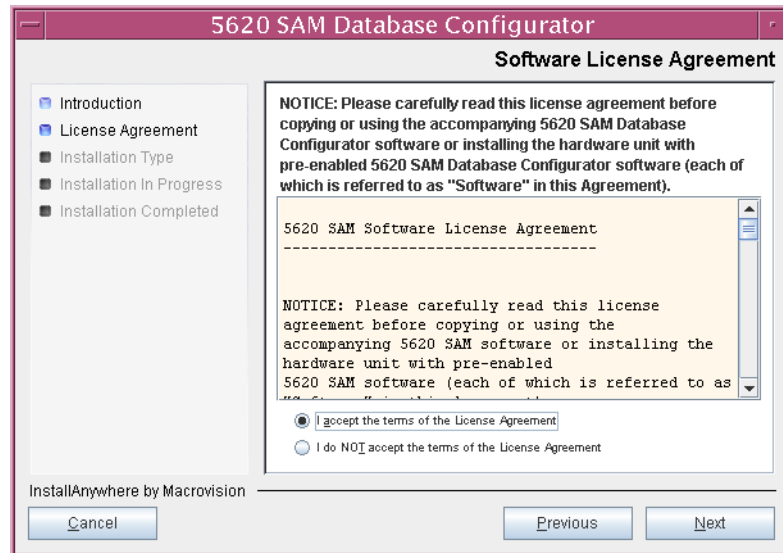 5620 SAM Database Configurator
Software License Agreement
Introduction
License Agreement
Installation Type
Installation In Progress
Installation Completed
NOTICE: Please carefully read this license agreement before
copying or using the accompanying 5620 SAM Database
Configurator software or installing the hardware unit with
pre-enabled 5620 SAM Database Configurator software (each of
which is referred to as "Software" in this Agreement).
5620 SAM Software License Agreement
-------------------------------------
NOTICE: Please carefully read this license
agreement before copying or using the
accompanying 5620 SAM software or installing the
hardware unit with pre-enabled
5620 SAM software (each of which is referred to as
I accept the terms of the License Agreement
I do NOT accept the terms of the License Agreement
InstallAnywhere by Macrovision
Cancel
Previous
Next